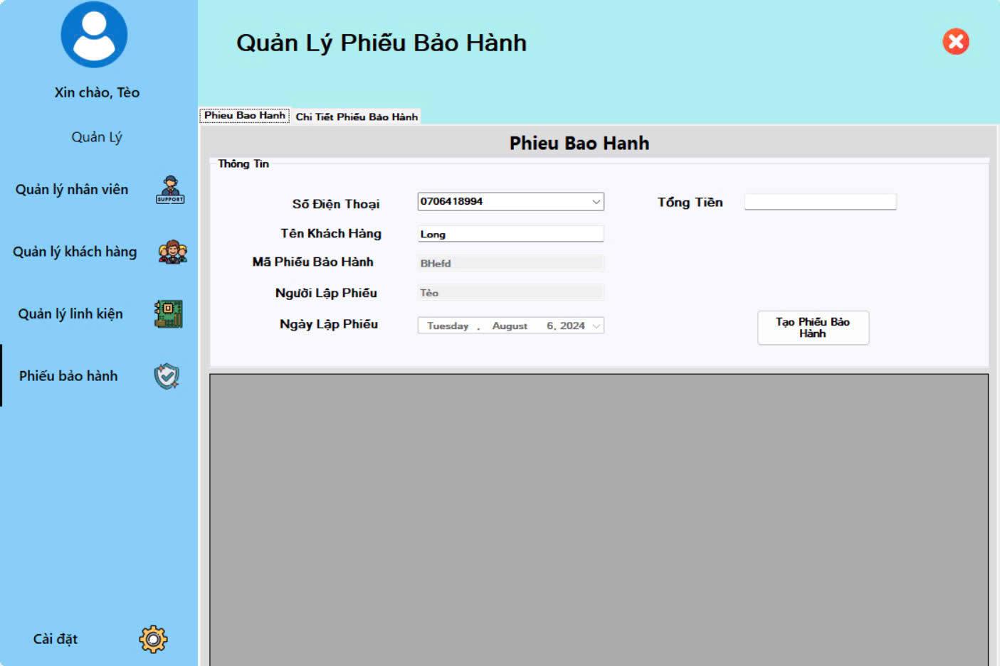 Quản Lý Phiếu Bảo Hành
Xin chào, Tèo
Quản Lý
Quản lý nhân viên
SUPPORT
Quản lý khách hàng
Quản lý linh kiện
Phiếu bảo hành
Cài đặt
Phieu Bao Hanh
Chi Tiết Phiếu Bảo Hành
Phieu Bao Hanh
Thông Tin
Số Điện Thoại
0706418994
Tổng Tiền
Tên Khách Hàng
Long
Mã Phiếu Bảo Hành
BHefd
Người Lập Phiếu
Tèo
Ngày Lập Phiếu
Tuesday , August 6, 2024
Tạo Phiếu Bảo
Hành